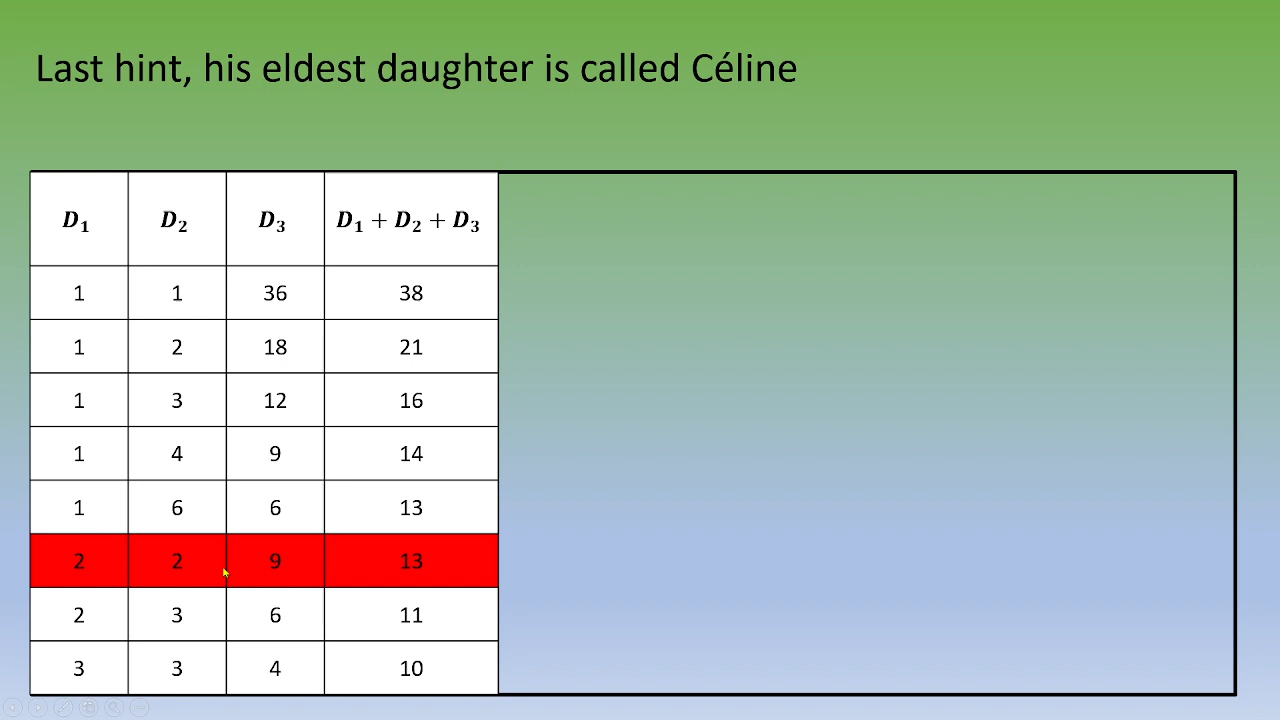 Last hint, his eldest daughter is called Céline
D₁ D₂ D₃ D₁ + D₂ + D₃
1 1 36 38
1 2 18 21
1 3 12 16
1 4 9 14
1 6 6 13
2 2 9 13
2 3 6 11
3 3 4 10